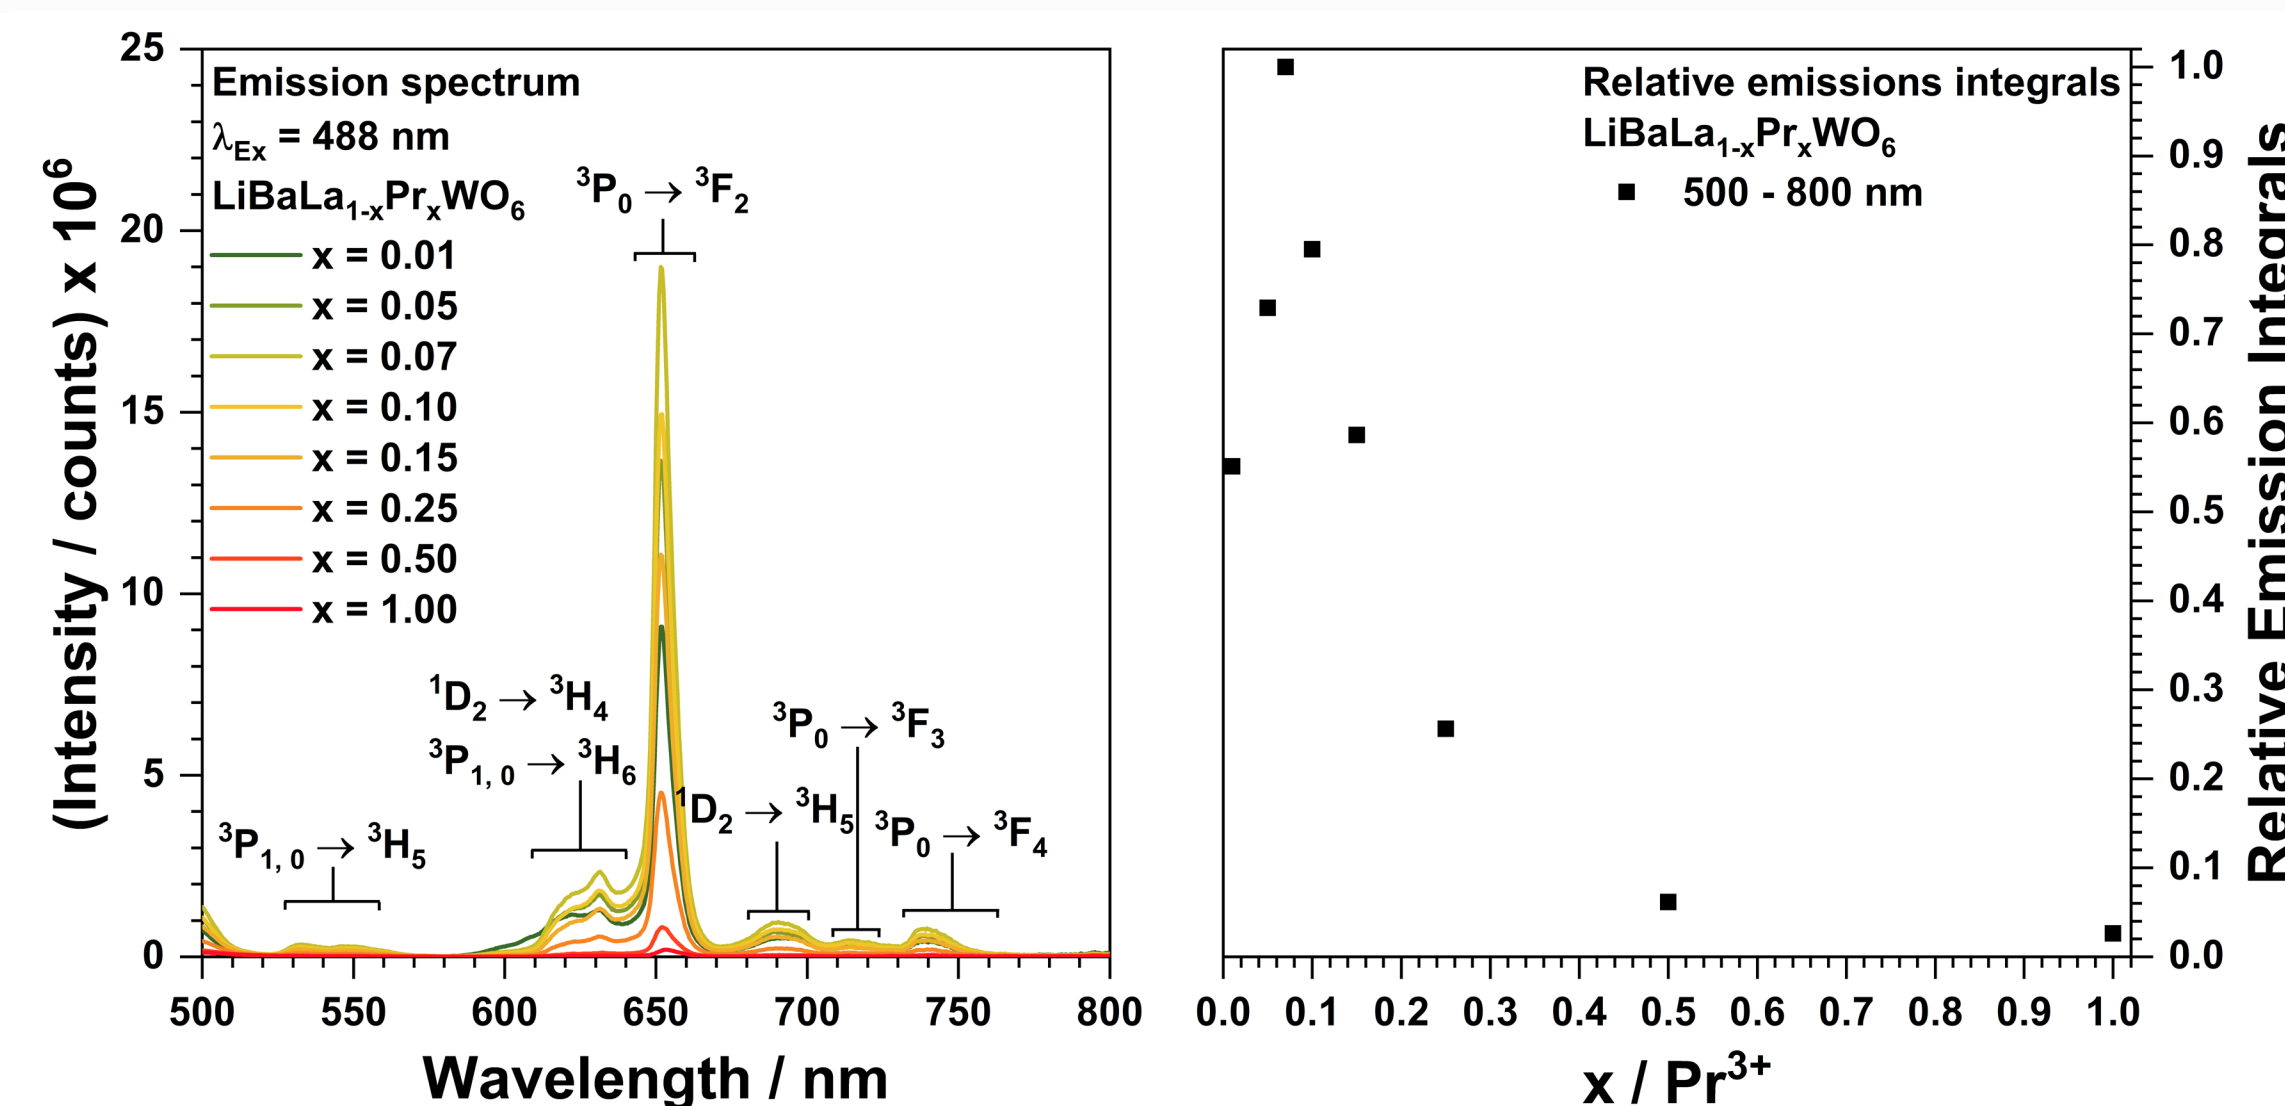 25
20
15
10
5
0
(Intensity / counts) x 10⁶
Emission spectrum
λ_Ex = 488 nm
LiBaLa₁₋ₓPrₓWO₆
x = 0.01
x = 0.05
x = 0.07
x = 0.10
x = 0.15
x = 0.25
x = 0.50
x = 1.00
³P₀ → ³F₂
¹D₂ → ³H₄
³P₁,₀ → ³H₆
³P₁,₀ → ³H₅
¹D₂ → ³H₅
³P₀ → ³F₃
³P₀ → ³F₄
500 550 600 650 700 750 800
Wavelength / nm
Relative emissions integrals
LiBaLa₁₋ₓPrₓWO₆
500 - 800 nm
1.0
0.9
0.8
0.7
0.6
0.5
0.4
0.3
0.2
0.1
0.0
Relative Emission Integrals
0.0 0.1 0.2 0.3 0.4 0.5 0.6 0.7 0.8 0.9 1.0
x / Pr³⁺